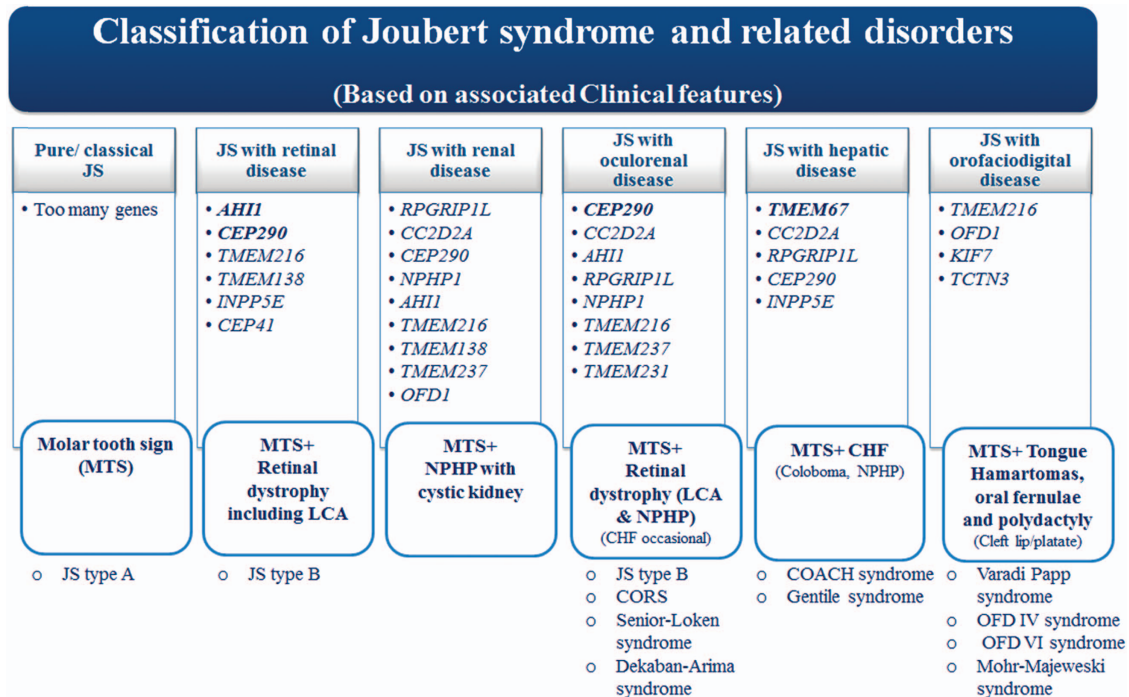 Classification of Joubert syndrome and related disorders
(Based on associated Clinical features)
Pure/ classical
JS
• Too many genes
Molar tooth sign
(MTS)
o JS type A
JS with retinal
disease
• AHI1
• CEP290
• TMEM216
• TMEM138
• INPP5E
• CEP41
MTS+
Retinal
dystrophy
including LCA
o JS type B
JS with renal
disease
• RPGRIP1L
• CC2D2A
• CEP290
• NPHP1
• AHI1
• TMEM216
• TMEM138
• TMEM237
• OFD1
MTS+
NPHP with
cystic kidney
JS with
oculorenal
disease
• CEP290
• CC2D2A
• AHI1
• RPGRIP1L
• NPHP1
• TMEM216
• TMEM237
• TMEM231
MTS+
Retinal
dystrophy (LCA
& NPHP)
(CHF occasional)
o JS type B
o CORS
o Senior-Loken
syndrome
o Dekaban-Arima
syndrome
JS with hepatic
disease
• TMEM67
• CC2D2A
• RPGRIP1L
• CEP290
• INPP5E
MTS+ CHF
(Coloboma, NPHP)
o COACH syndrome
o Gentile syndrome
JS with
orofaciodigital
disease
• TMEM216
• OFD1
• KIF7
• TCTN3
MTS+ Tongue
Hamartomas,
oral fernulae
and polydactyly
(Cleft lip/platate)
o Varadi Papp
syndrome
o OFD IV syndrome
o OFD VI syndrome
o Mohr-Majeweski
syndrome